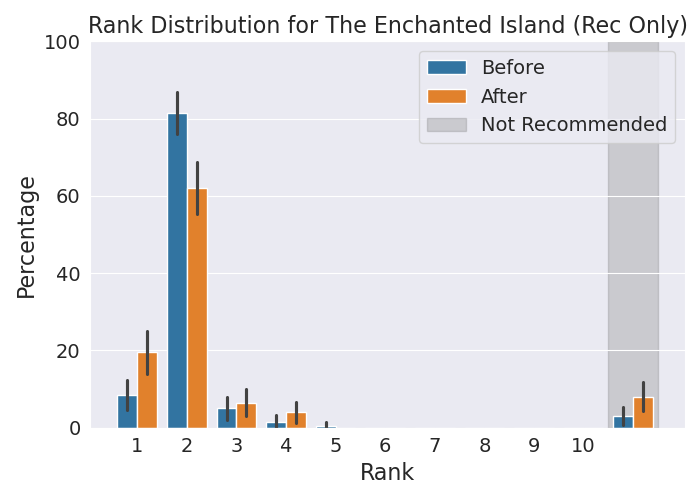 Rank Distribution for The Enchanted Island (Rec Only)
100
80
60
40
20
0
Percentage
Before
After
Not Recommended
1 2 3 4 5 6 7 8 9 10
Rank